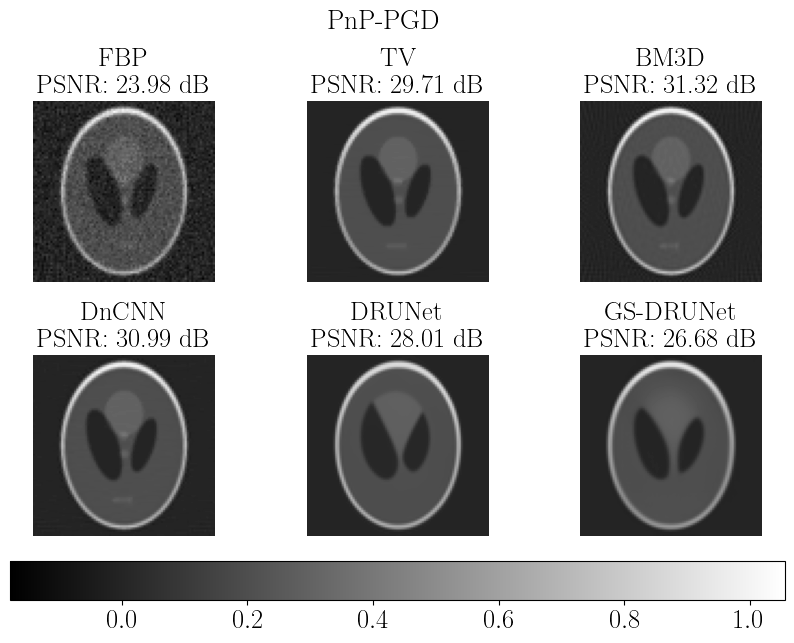 PnP-PGD
FBP
PSNR: 23.98 dB
TV
PSNR: 29.71 dB
BM3D
PSNR: 31.32 dB
DnCNN
PSNR: 30.99 dB
DRUNet
PSNR: 28.01 dB
GS-DRUNet
PSNR: 26.68 dB
0.0 0.2 0.4 0.6 0.8 1.0